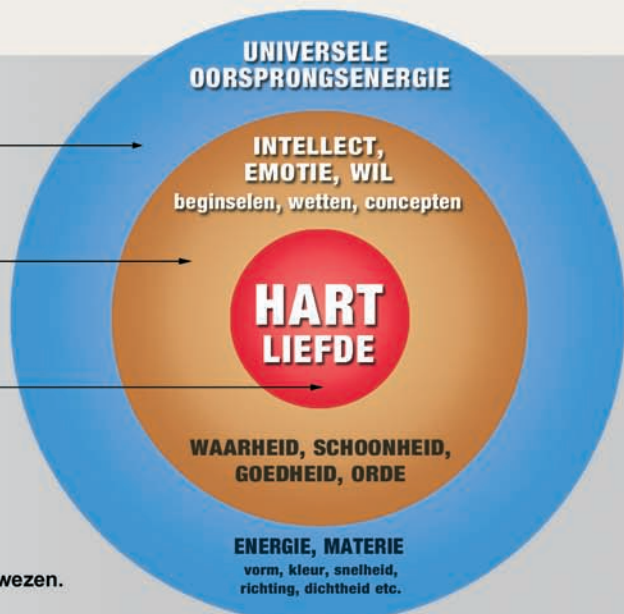 UNIVERSELE
OORSPRONGSENERGIE
INTELLECT,
EMOTIE, WIL
beginselen, wetten, concepten
HART
LIEFDE
WAARHEID, SCHOONHEID,
GOEDHEID, ORDE
ENERGIE, MATERIE
vorm, kleur, snelheid,
richting, dichtheid etc.
wezen.